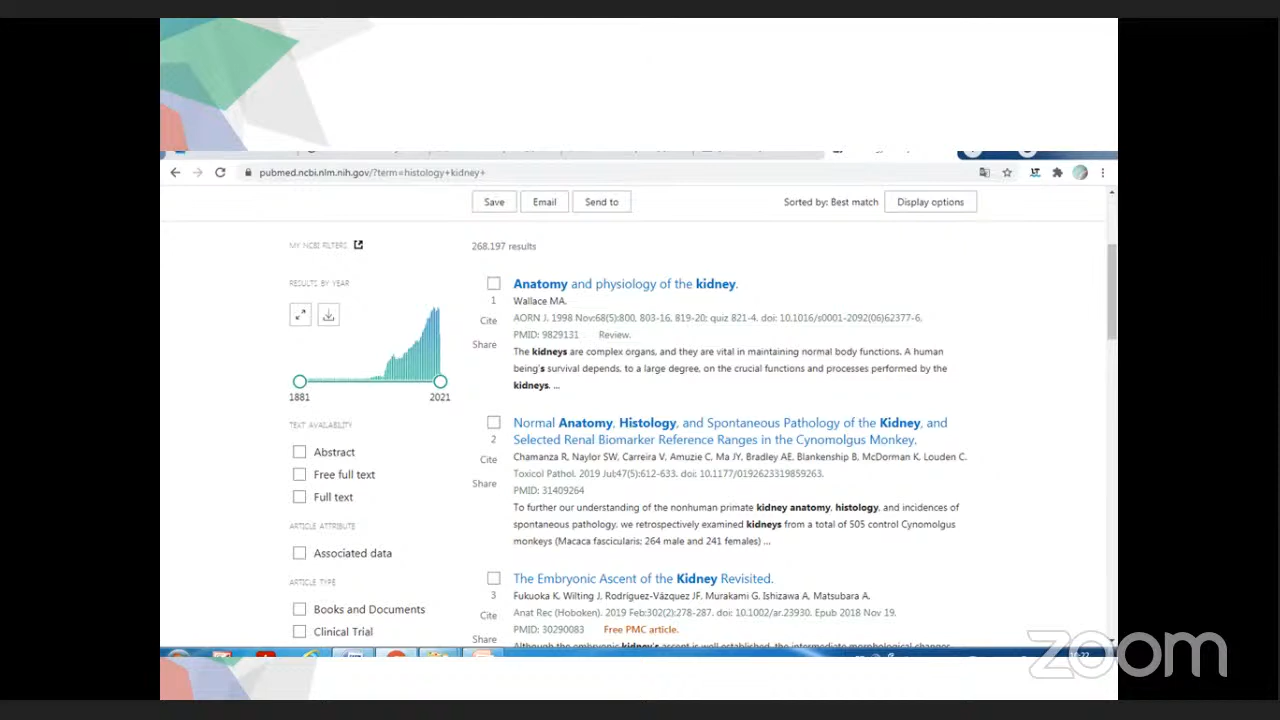 pubmed.ncbi.nlm.nih.gov/?term=histology+kidney+
Save Email Send to Sorted by: Best match Display options
MY NCBI FILTERS
268.197 results
RESULTS BY YEAR
1881 2021
TEXT AVAILABILITY
Abstract
Free full text
Full text
ARTICLE ATTRIBUTE
Associated data
ARTICLE TYPE
Books and Documents
Clinical Trial
Anatomy and physiology of the kidney.
1 Wallace MA.
Cite AORN J. 1998 Nov;68(5):800, 803-16, 819-20; quiz 821-4. doi: 10.1016/s0001-2092(06)62377-6.
PMID: 9829131 Review.
Share
The kidneys are complex organs, and they are vital in maintaining normal body functions. A human
being's survival depends, to a large degree, on the crucial functions and processes performed by the
kidneys. ...
Normal Anatomy, Histology, and Spontaneous Pathology of the Kidney, and
2 Selected Renal Biomarker Reference Ranges in the Cynomolgus Monkey.
Cite Chamanza R, Naylor SW, Carreira V, Amuzie C, Ma JY, Bradley AE, Blankenship B, McDorman K, Louden C.
Toxicol Pathol. 2019 Jul;47(5):612-633. doi: 10.1177/0192623319859263.
Share
PMID: 31409264
To further our understanding of the nonhuman primate kidney anatomy, histology, and incidences of
spontaneous pathology, we retrospectively examined kidneys from a total of 505 control Cynomolgus
monkeys (Macaca fascicularis; 264 male and 241 females) ...
The Embryonic Ascent of the Kidney Revisited.
3 Fukuoka K, Wilting J, Rodríguez-Vázquez JF, Murakami G, Ishizawa A, Matsubara A.
Cite Anat Rec (Hoboken). 2019 Feb;302(2):278-287. doi: 10.1002/ar.23930. Epub 2018 Nov 19.
PMID: 30290083 Free PMC article.
Share
Although the embryonic kidney's ascent is well established, the intermediate morphological changes
zoom